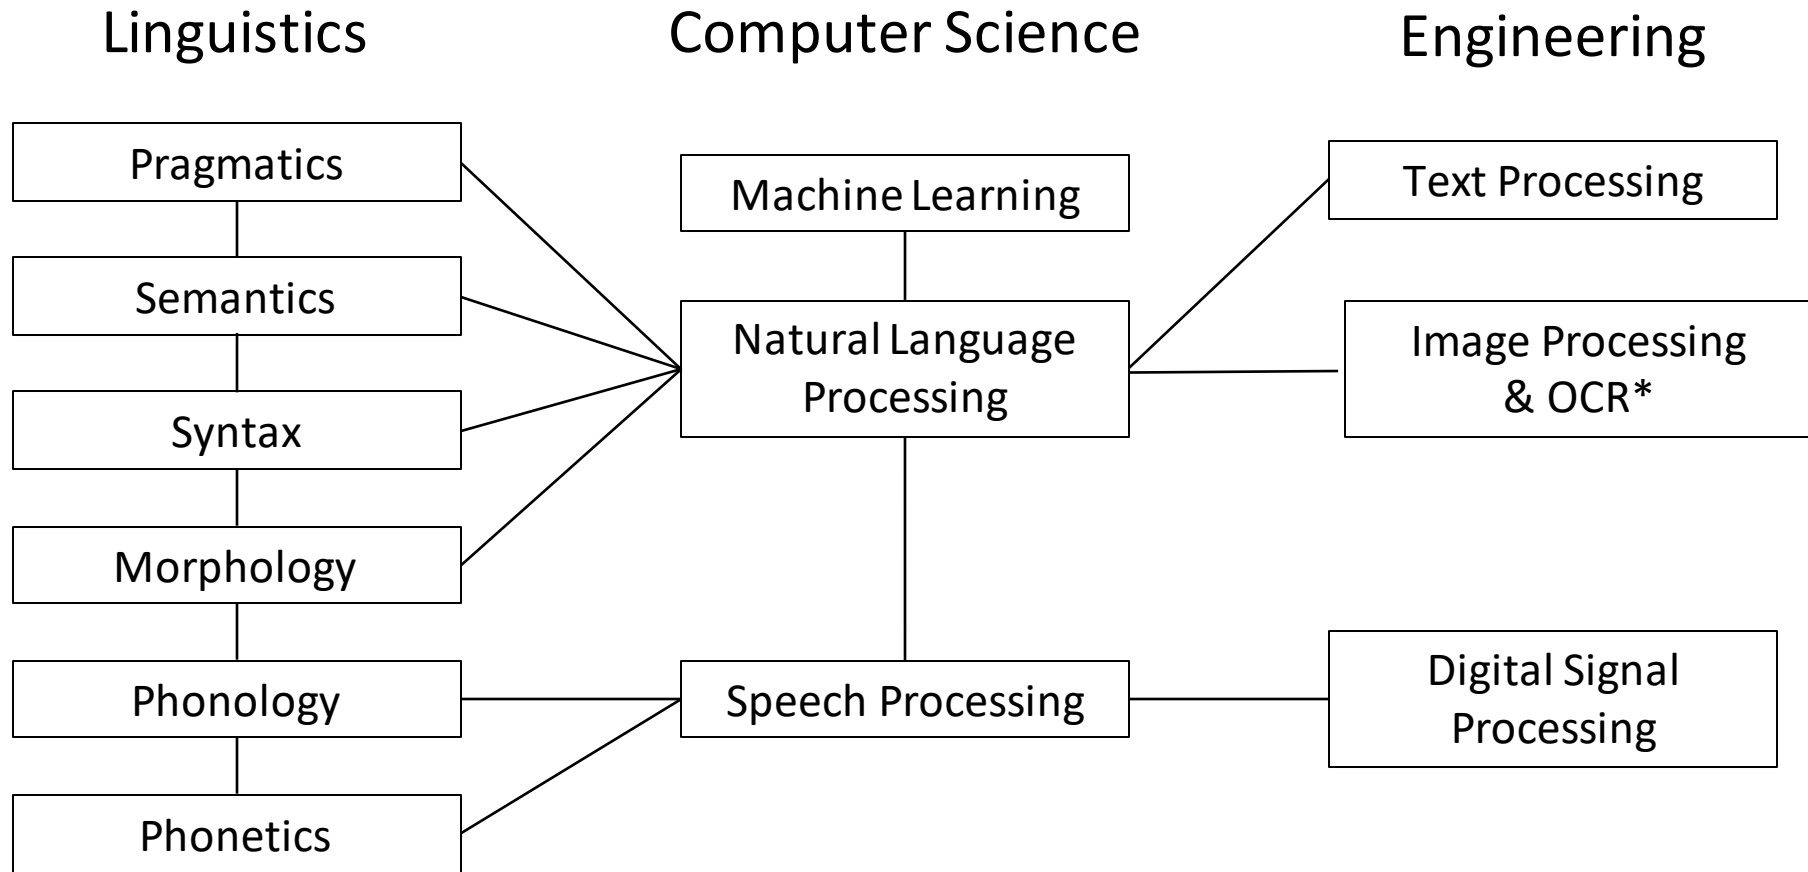 Linguistics
Computer Science
Engineering
Pragmatics
Semantics
Syntax
Morphology
Phonology
Phonetics
Machine Learning
Natural Language
Processing
Speech Processing
Text Processing
Image Processing
& OCR*
Digital Signal
Processing